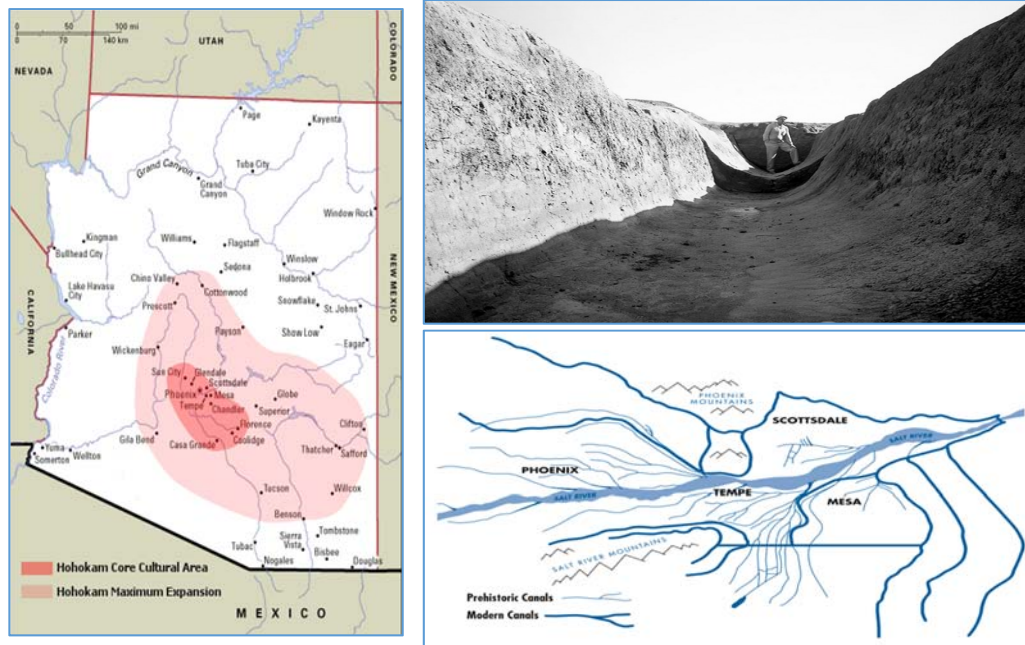 0 50 100 mi
0 70 140 km
UTAH
COLORADO
NEVADA
Page
Kayenta
Grand Canyon
Tuba City
Grand
Canyon
Window Rock
Kingman
Bullhead City
Williams
Flagstaff
Winslow
Sedona
Holbrook
NEW MEXICO
CALIFORNIA
Lake Havasu
City
Chino Valley
Cottonwood
Prescott
Snowflake
St. Johns
Parker
Payson
Show Low
Wickenburg
Eagar
Colorado River
Sun City
Glendale
Scottsdale
Phoenix
Mesa
Tempe
Chandler
Globe
Superior
Florence
Clifton
Gila Bend
Casa Grande
Coolidge
Thatcher
Safford
Yuma
Somerton
Wellton
Tucson
Willcox
Benson
Tombstone
Sierra
Vista
Tubac
Bisbee
Nogales
Douglas
Hohokam Core Cultural Area
Hohokam Maximum Expansion
MEXICO
PHOENIX
MOUNTAINS
SCOTTSDALE
SALT RIVER
PHOENIX
TEMPE
MESA
SALT RIVER
SALT RIVER MOUNTAINS
Prehistoric Canals
Modern Canals